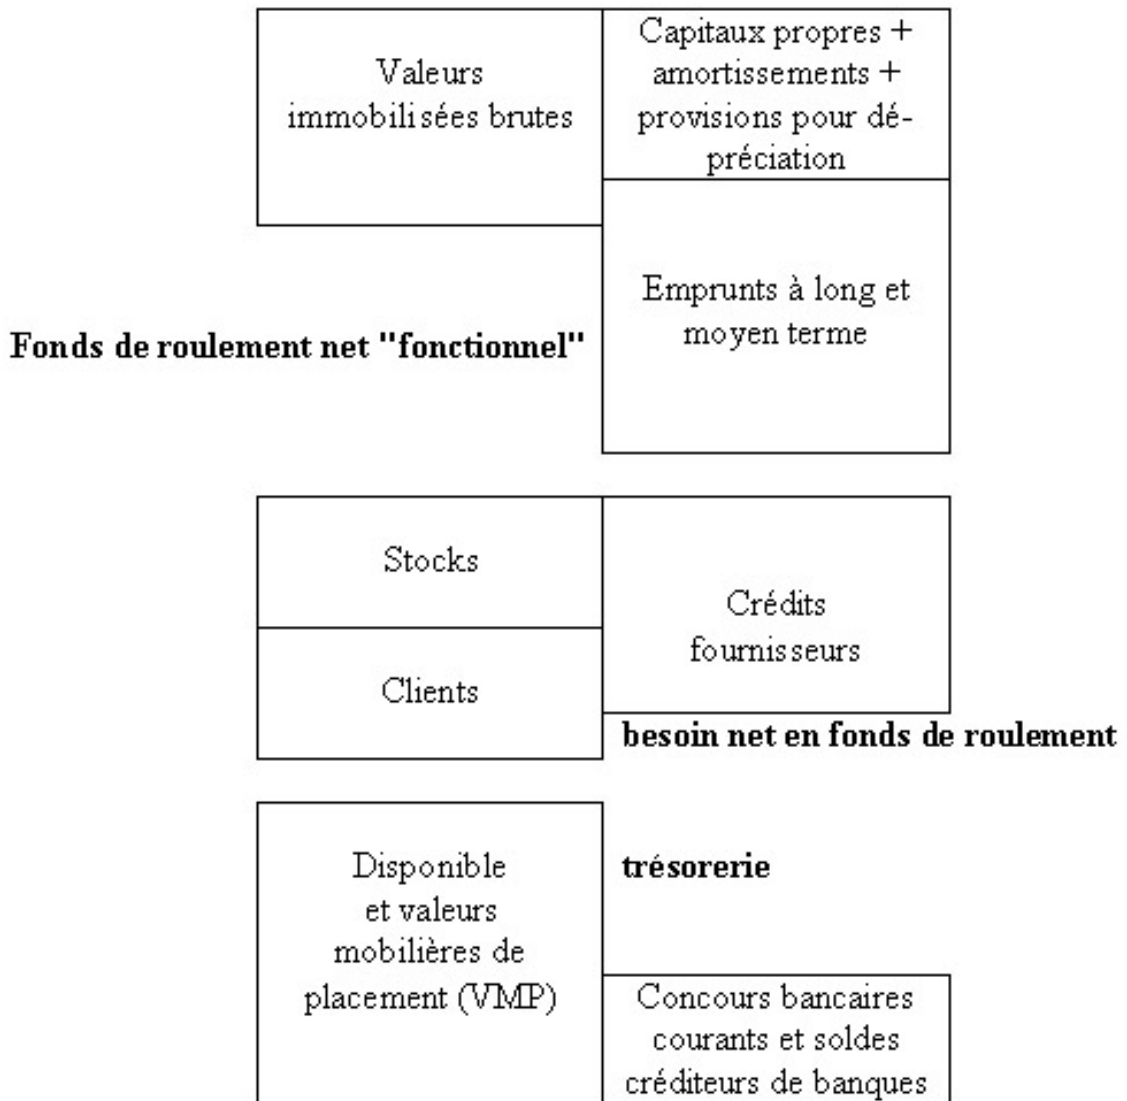 Valeurs
immobilisées brutes
Capitaux propres +
amortissements +
provisions pour dé-
préciation
Emprunts à long et
moyen terme
Fonds de roulement net "fonctionnel"
Stocks
Clients
Crédits
fournisseurs
besoin net en fonds de roulement
Disponible
et valeurs
mobilières de
placement (VMP)
trésorerie
Concours bancaires
courants et soldes
créditeurs de banques